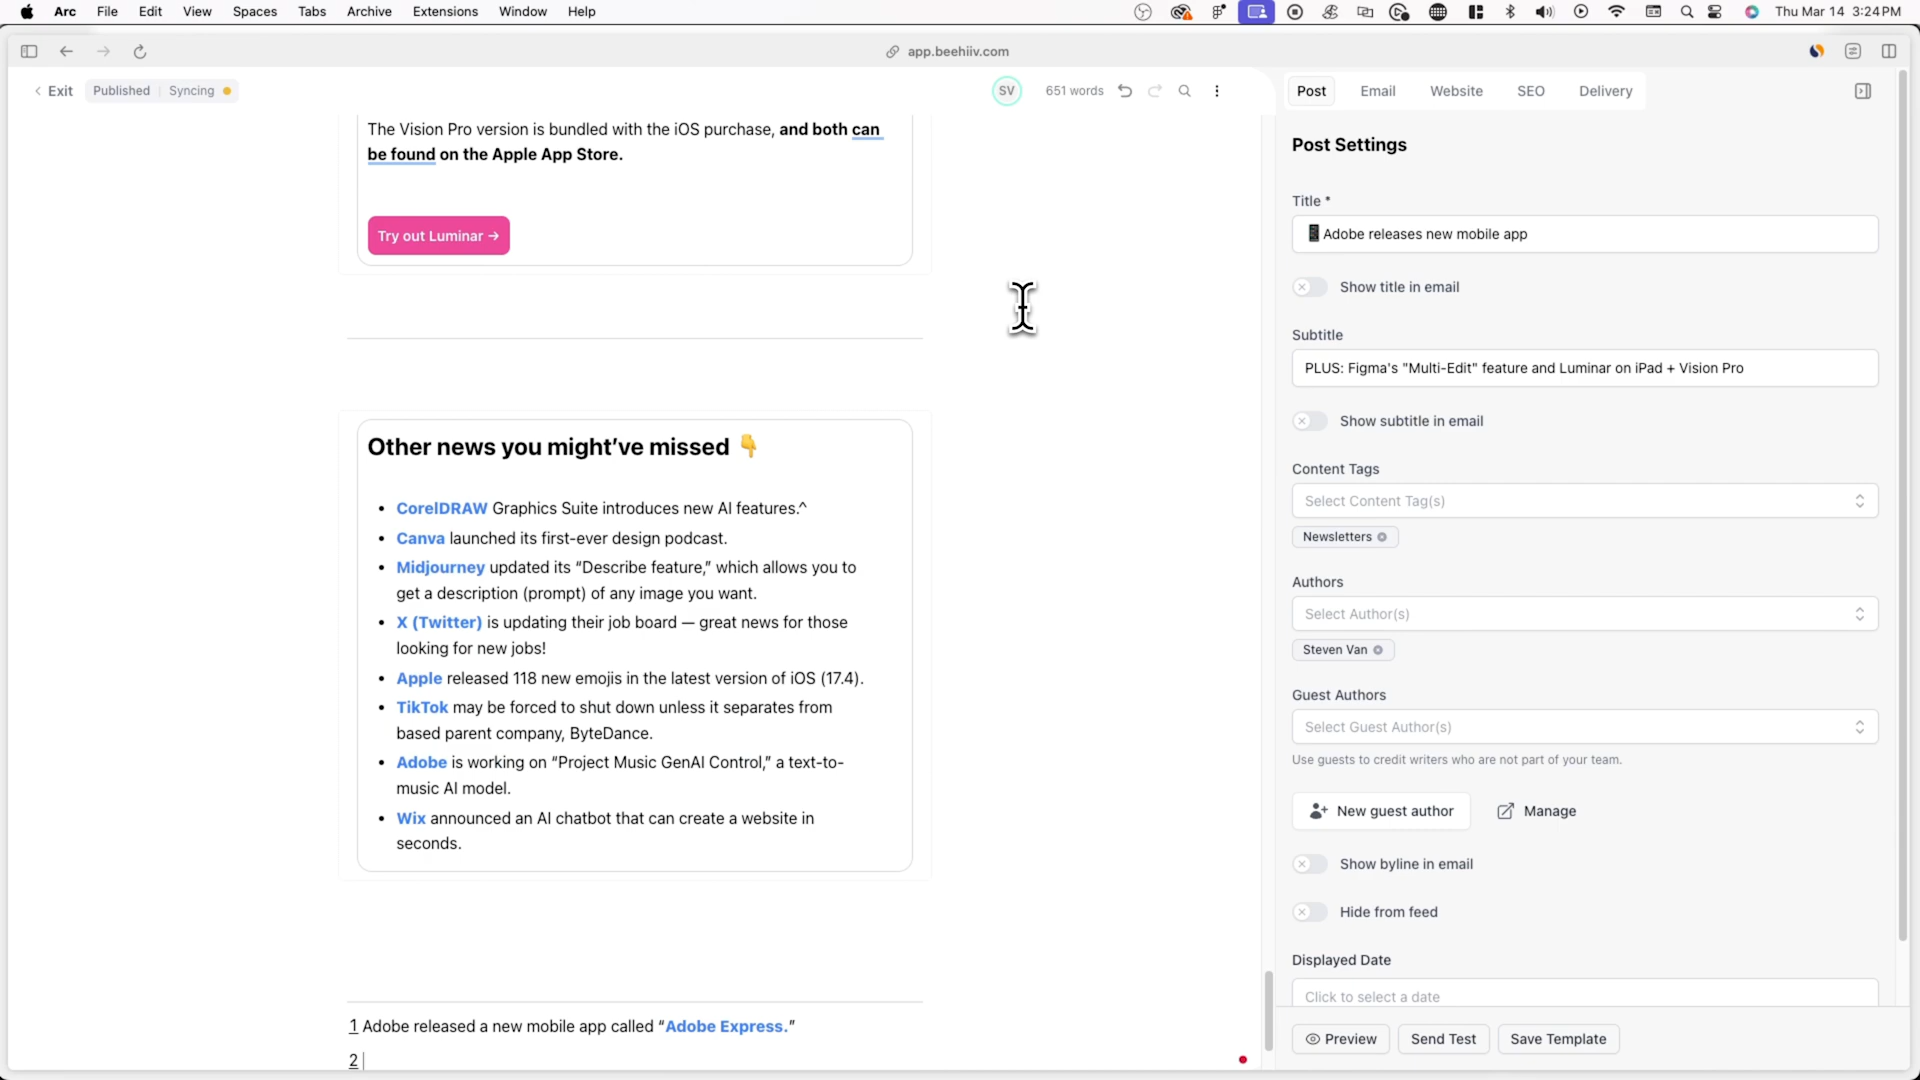 Arc File Edit View Spaces Tabs Archive Extensions Window Help Thu Mar 14 3:24 PM
app.beehiiv.com
Exit Published Syncing SV 651 words Post Email Website SEO Delivery
The Vision Pro version is bundled with the iOS purchase, and both can
be found on the Apple App Store.
Try out Luminar →
Other news you might’ve missed 👇
• CorelDRAW Graphics Suite introduces new AI features.^
• Canva launched its first-ever design podcast.
• Midjourney updated its “Describe feature,” which allows you to
get a description (prompt) of any image you want.
• X (Twitter) is updating their job board — great news for those
looking for new jobs!
• Apple released 118 new emojis in the latest version of iOS (17.4).
• TikTok may be forced to shut down unless it separates from
based parent company, ByteDance.
• Adobe is working on “Project Music GenAI Control,” a text-to-
music AI model.
• Wix announced an AI chatbot that can create a website in
seconds.
1 Adobe released a new mobile app called “Adobe Express.”
2
Post Settings
Title *
📱Adobe releases new mobile app
Show title in email
Subtitle
PLUS: Figma's "Multi-Edit" feature and Luminar on iPad + Vision Pro
Show subtitle in email
Content Tags
Select Content Tag(s)
Newsletters
Authors
Select Author(s)
Steven Van
Guest Authors
Select Guest Author(s)
Use guests to credit writers who are not part of your team.
New guest author Manage
Show byline in email
Hide from feed
Displayed Date
Click to select a date
Preview Send Test Save Template